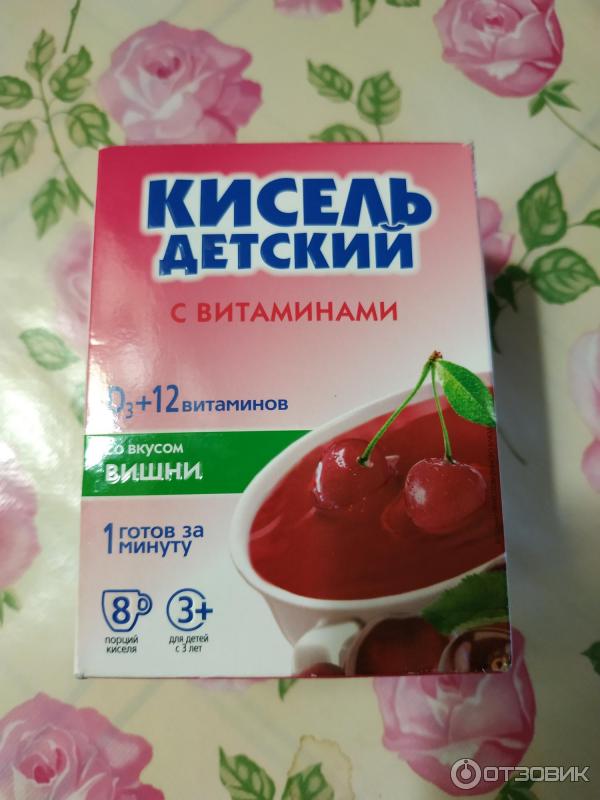 КИСЕЛЬ
ДЕТСКИЙ
С ВИТАМИНАМИ
D3+12 витаминов
со вкусом
ВИШНИ
1 готов за
минуту
8
порций
киселя
3+
для детей
с 3 лет
ОТЗОВИК